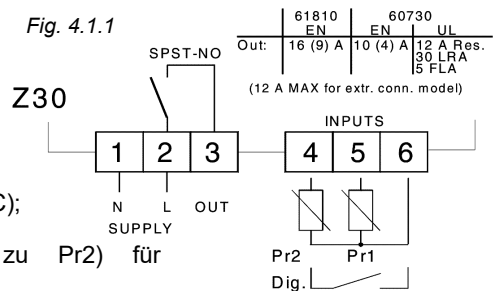 Fig. 4.1.1
61810 60730
EN EN UL
Out: 16 (9) A 10 (4) A 12 A Res.
30 LRA
5 FLA
(12 A MAX for extr. conn. model)
SPST-NO
Z30
INPUTS
1 2 3 4 5 6
N L OUT
SUPPLY
C);
zu Pr2) für
Pr2 Pr1
Dig.